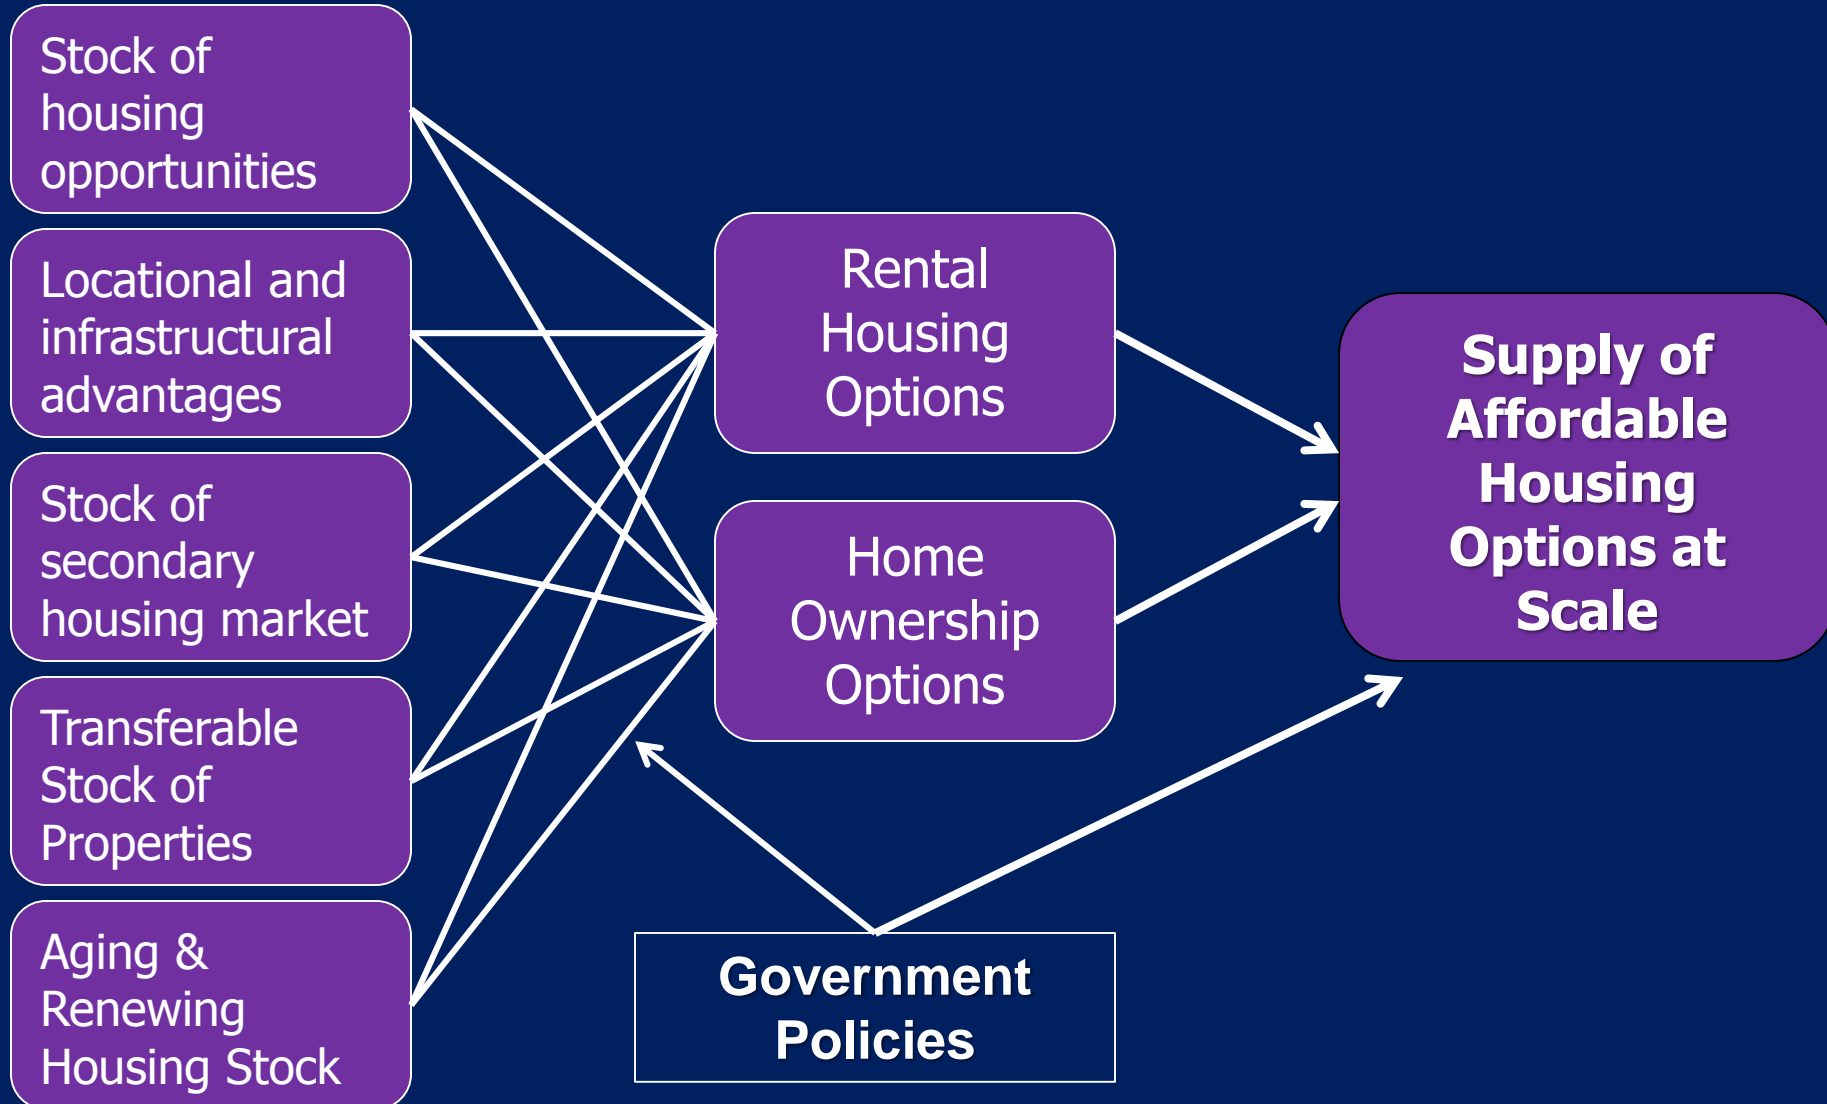 Stock of
housing
opportunities
Locational and
infrastructural
advantages
Stock of
secondary
housing market
Transferable
Stock of
Properties
Aging &
Renewing
Housing Stock
Rental
Housing
Options
Home
Ownership
Options
Government
Policies
Supply of
Affordable
Housing
Options at
Scale